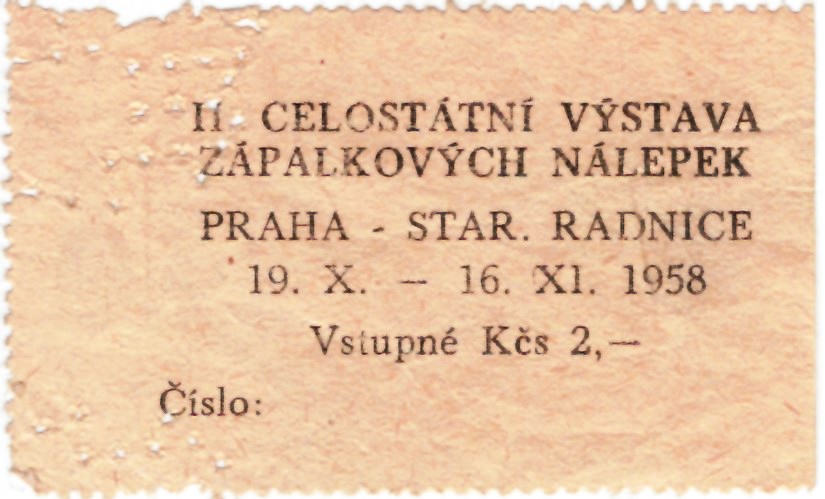 II. CELOSTÁTNÍ VÝSTAVA
ZÁPALKOVÝCH NÁLEPEK
PRAHA - STAR. RADNICE
19. X. — 16. XI. 1958
Vstupné Kčs 2,—
Číslo: